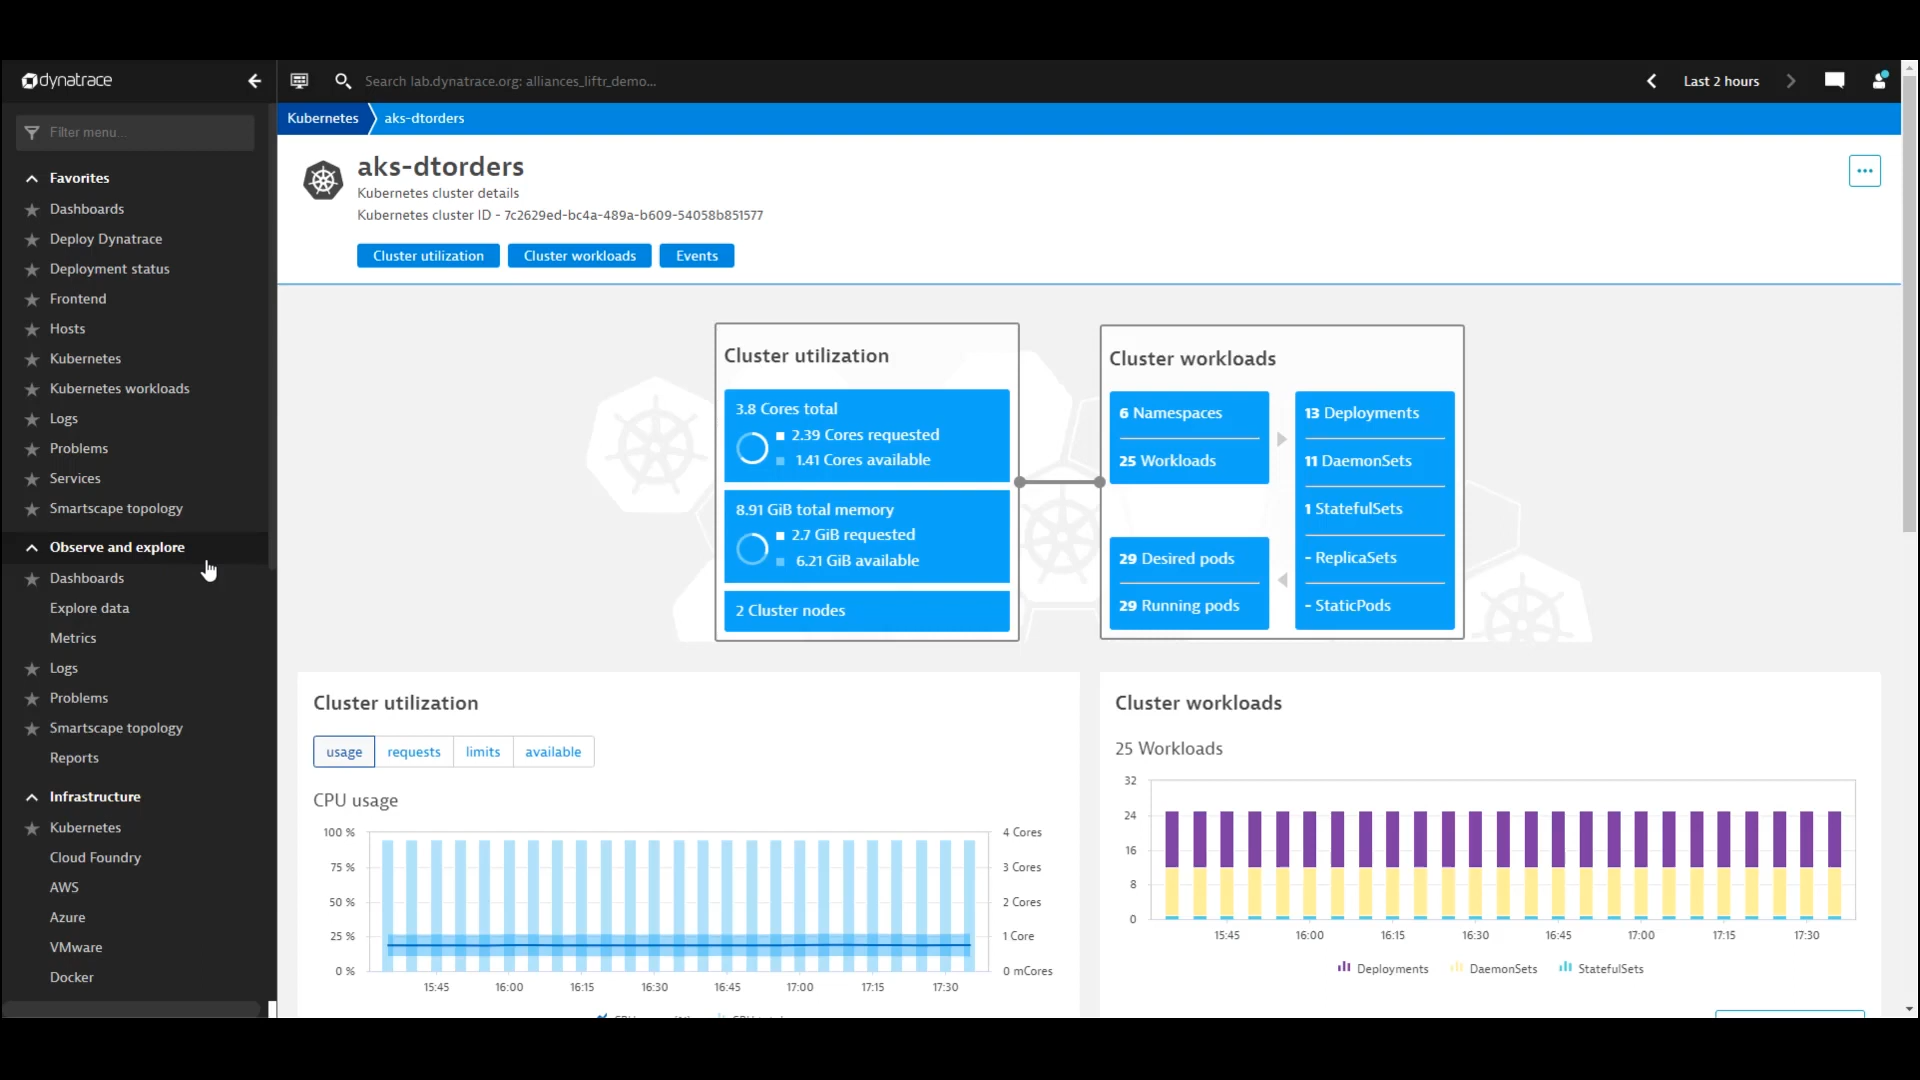 dynatrace
Search lab.dynatrace.org: alliances_liftr_demo...
Last 2 hours
Filter menu...
Favorites
Dashboards
Deploy Dynatrace
Deployment status
Frontend
Hosts
Kubernetes
Kubernetes workloads
Logs
Problems
Services
Smartscape topology
Observe and explore
Dashboards
Explore data
Metrics
Logs
Problems
Smartscape topology
Reports
Infrastructure
Kubernetes
Cloud Foundry
AWS
Azure
VMware
Docker
Kubernetes
aks-dtorders
aks-dtorders
Kubernetes cluster details
Kubernetes cluster ID - 7c2629ed-bc4a-489a-b609-54058b851577
...
Cluster utilization
Cluster workloads
Events
Cluster utilization
3.8 Cores total
2.39 Cores requested
1.41 Cores available
8.91 GiB total memory
2.7 GiB requested
6.21 GiB available
2 Cluster nodes
Cluster workloads
6 Namespaces
25 Workloads
29 Desired pods
29 Running pods
13 Deployments
11 DaemonSets
1 StatefulSets
- ReplicaSets
- StaticPods
Cluster utilization
usage
requests
limits
available
CPU usage
100 %
75 %
50 %
25 %
0 %
4 Cores
3 Cores
2 Cores
1 Core
0 mCores
15:45 16:00 16:15 16:30 16:45 17:00 17:15 17:30
Cluster workloads
25 Workloads
32
24
16
8
0
15:45 16:00 16:15 16:30 16:45 17:00 17:15 17:30
Deployments DaemonSets StatefulSets